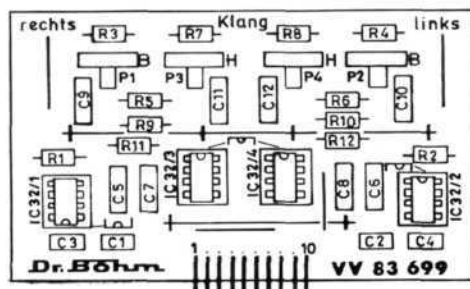 rechts R3 R7 Klang R8 R4 links
B H H B
P1 P3 P4 P2
C9 R5 C11 C12 R6 C10
R9 R10
R11 R12
R1 IC32/3 IC32/4 R2
IC32/1 C5 C7 C8 C6 IC32/2
C3 C1 C2 C4
1 10
Dr. Böhm VV 83 699